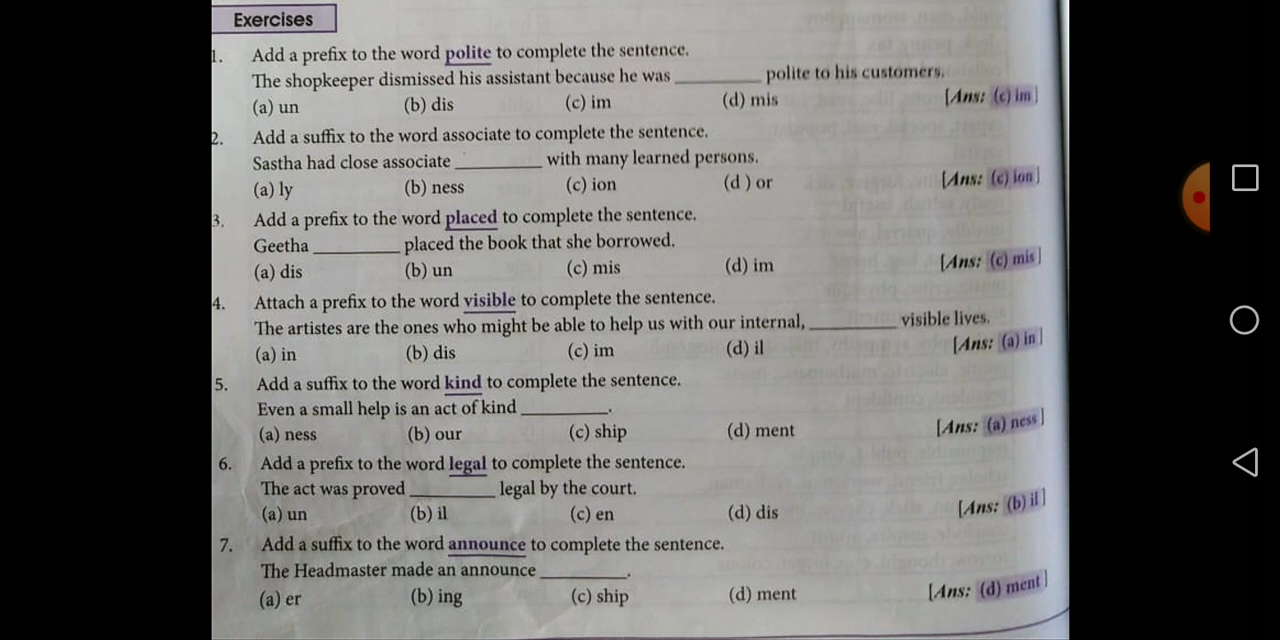 Exercises
1. Add a prefix to the word polite to complete the sentence.
The shopkeeper dismissed his assistant because he was _________ polite to his customers.
(a) un (b) dis (c) im (d) mis [Ans: (c) im]
2. Add a suffix to the word associate to complete the sentence.
Sastha had close associate _________ with many learned persons.
(a) ly (b) ness (c) ion (d ) or [Ans: (c) ion]
3. Add a prefix to the word placed to complete the sentence.
Geetha _________ placed the book that she borrowed.
(a) dis (b) un (c) mis (d) im [Ans: (c) mis]
4. Attach a prefix to the word visible to complete the sentence.
The artistes are the ones who might be able to help us with our internal, _________ visible lives.
(a) in (b) dis (c) im (d) il [Ans: (a) in]
5. Add a suffix to the word kind to complete the sentence.
Even a small help is an act of kind _________.
(a) ness (b) our (c) ship (d) ment [Ans: (a) ness]
6. Add a prefix to the word legal to complete the sentence.
The act was proved _________ legal by the court.
(a) un (b) il (c) en (d) dis [Ans: (b) il]
7. Add a suffix to the word announce to complete the sentence.
The Headmaster made an announce _________.
(a) er (b) ing (c) ship (d) ment [Ans: (d) ment]